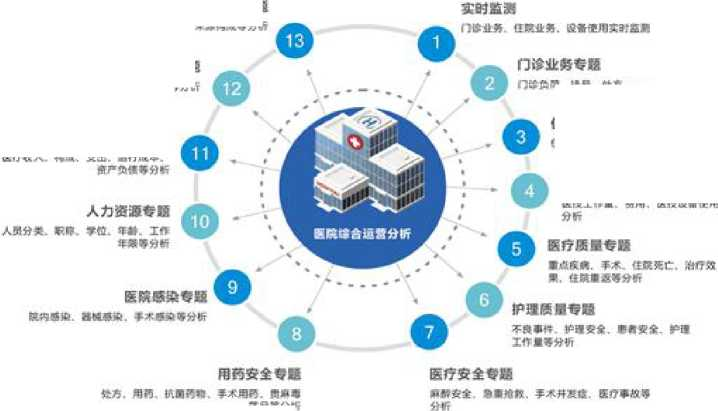 实时监测
门诊业务、住院业务、设备使用实时监测
1
门诊业务专题
2
3
4
分析
5
医疗质量专题
重点疾病、手术、住院死亡、治疗效
果、住院重返等分析
6
护理质量专题
不良事件、护理安全、患者安全、护理
工作量等分析
7
医疗安全专题
麻醉安全、急重抢救、手术并发症、医疗事故等
分析
8
用药安全专题
处方、用药、抗菌药物、手术用药、贵麻毒
9
医院感染专题
院内感染、器械感染、手术感染等分析
10
人力资源专题
人员分类、职称、学位、年龄、工作
年限等分析
11
资产负债等分析
12
13
H
医院综合运营分析